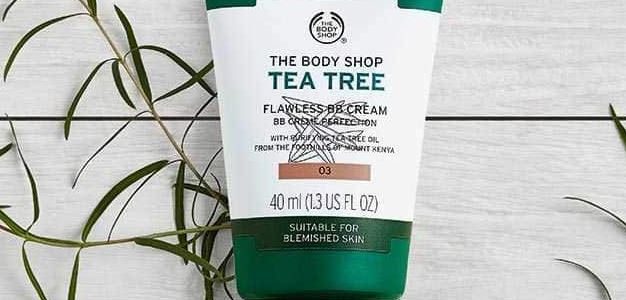 THE
BODY
SHOP®
THE BODY SHOP
TEA TREE
FLAWLESS BB CREAM
BB CRÈME PERFECTION
WITH PURIFYING TEA TREE OIL
FROM THE FOOTHILLS OF MOUNT KENYA
03
40 ml (1.3 US FL OZ)
SUITABLE FOR
BLEMISHED SKIN